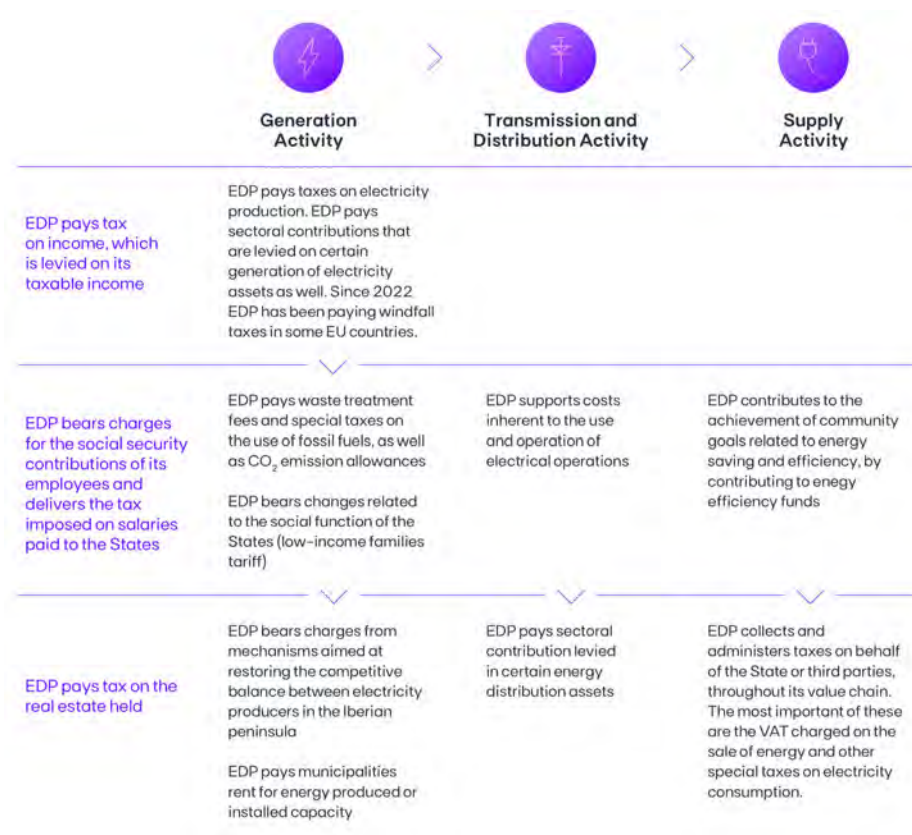 Generation
Activity
Transmission and
Distribution Activity
Supply
Activity
EDP pays tax
on income, which
is levied on its
taxable income
EDP pays taxes on electricity
production. EDP pays
sectoral contributions that
are levied on certain
generation of electricity
assets as well. Since 2022
EDP has been paying windfall
taxes in some EU countries.
EDP bears charges
for the social security
contributions of its
employees and
delivers the tax
imposed on salaries
paid to the States
EDP pays waste treatment
fees and special taxes on
the use of fossil fuels, as well
as CO₂ emission allowances
EDP bears changes related
to the social function of the
States (low-income families
tariff)
EDP supports costs
inherent to the use
and operation of
electrical operations
EDP contributes to the
achievement of community
goals related to energy
saving and efficiency, by
contributing to enegy
efficiency funds
EDP pays tax on the
real estate held
EDP bears charges from
mechanisms aimed at
restoring the competitive
balance between electricity
producers in the Iberian
peninsula
EDP pays municipalities
rent for energy produced or
installed capacity
EDP pays sectoral
contribution levied
in certain energy
distribution assets
EDP collects and
administers taxes on behalf
of the State or third parties,
throughout its value chain.
The most important of these
are the VAT charged on the
sale of energy and other
special taxes on electricity
consumption.